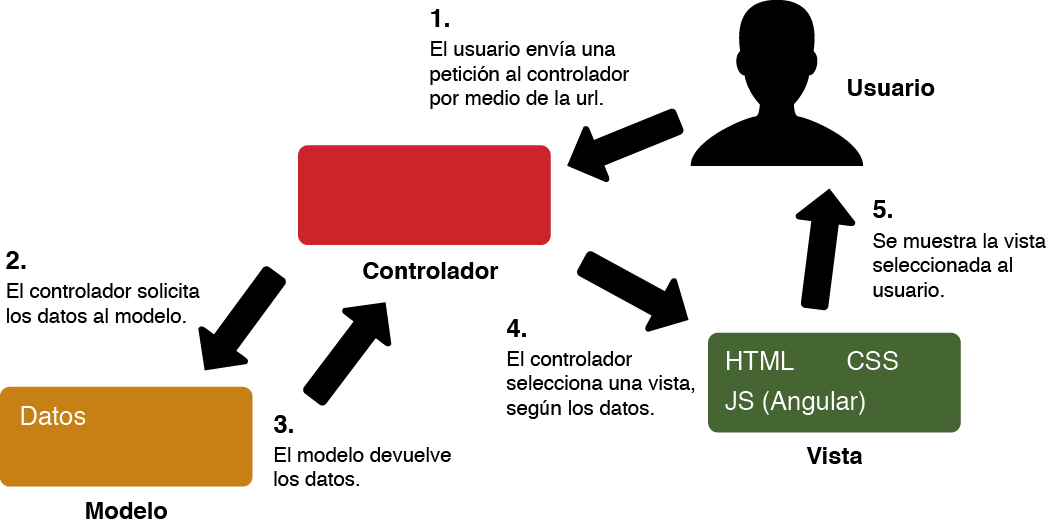 1.
El usuario envía una
petición al controlador
por medio de la url.
Usuario
Controlador
2.
El controlador solicita
los datos al modelo.
Datos
Modelo
3.
El modelo devuelve
los datos.
4.
El controlador
selecciona una vista,
según los datos.
HTML CSS
JS (Angular)
Vista
5.
Se muestra la vista
seleccionada al
usuario.